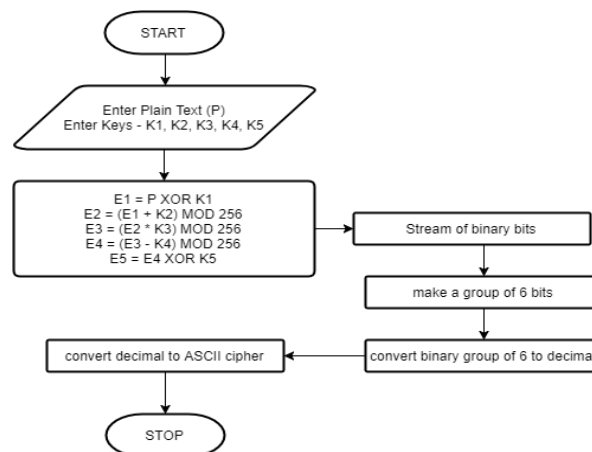 START
Enter Plain Text (P)
Enter Keys - K1, K2, K3, K4, K5
E1 = P XOR K1
E2 = (E1 + K2) MOD 256
E3 = (E2 * K3) MOD 256
E4 = (E3 - K4) MOD 256
E5 = E4 XOR K5
Stream of binary bits
make a group of 6 bits
convert binary group of 6 to decimal
convert decimal to ASCII cipher
STOP